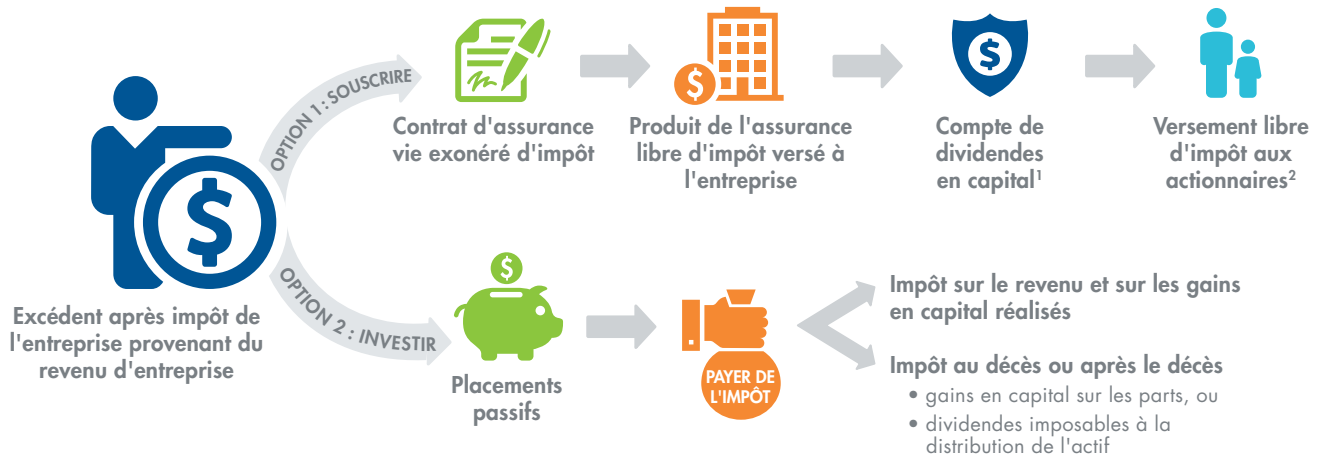 Excédent après impôt de
l'entreprise provenant du
revenu d'entreprise
OPTION 1 : SOUSCRIRE
Contrat d'assurance
vie exonéré d'impôt
$
Produit de l'assurance
libre d'impôt versé à
l'entreprise
$
Compte de
dividendes
en capital¹
Versement libre
d'impôt aux
actionnaires²
$
OPTION 2 : INVESTIR
$
Placements
passifs
PAYER DE
L'IMPÔT
Impôt sur le revenu et sur les gains
en capital réalisés
Impôt au décès ou après le décès
• gains en capital sur les parts, ou
• dividendes imposables à la
distribution de l'actif